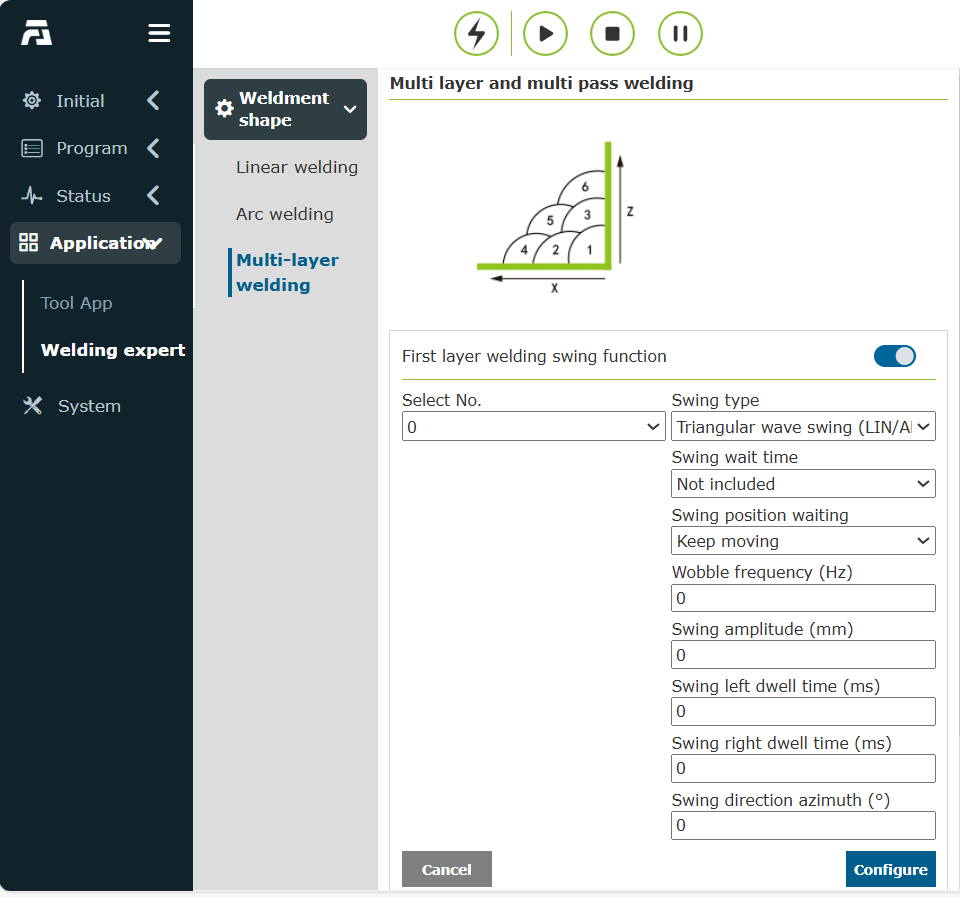 Initial
Program
Status
Application
Tool App
Welding expert
System
Weldment
shape
Linear welding
Arc welding
Multi-layer
welding
Multi layer and multi pass welding
6
5 3
4 2 1
Z
X
First layer welding swing function
Select No.
0
Swing type
Triangular wave swing (LIN/A
Swing wait time
Not included
Swing position waiting
Keep moving
Wobble frequency (Hz)
0
Swing amplitude (mm)
0
Swing left dwell time (ms)
0
Swing right dwell time (ms)
0
Swing direction azimuth (°)
0
Cancel
Configure